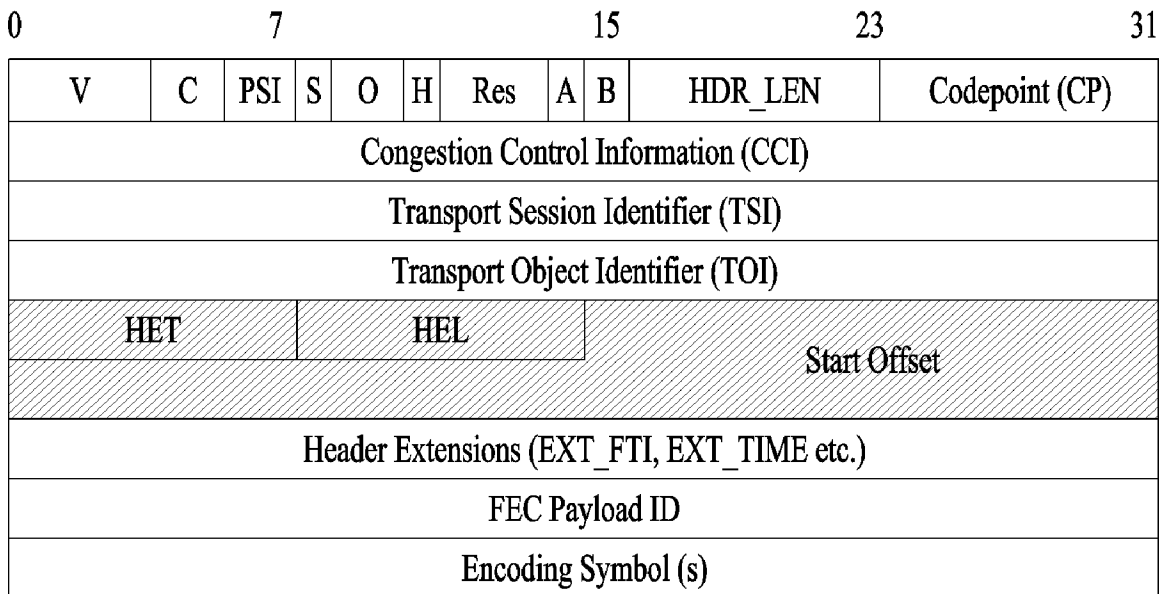 0 7 15 23 31
V C PSI S O H Res A B HDR_LEN Codepoint (CP)
Congestion Control Information (CCI)
Transport Session Identifier (TSI)
Transport Object Identifier (TOI)
HET HEL
Start Offset
Header Extensions (EXT_FTI, EXT_TIME etc.)
FEC Payload ID
Encoding Symbol (s)